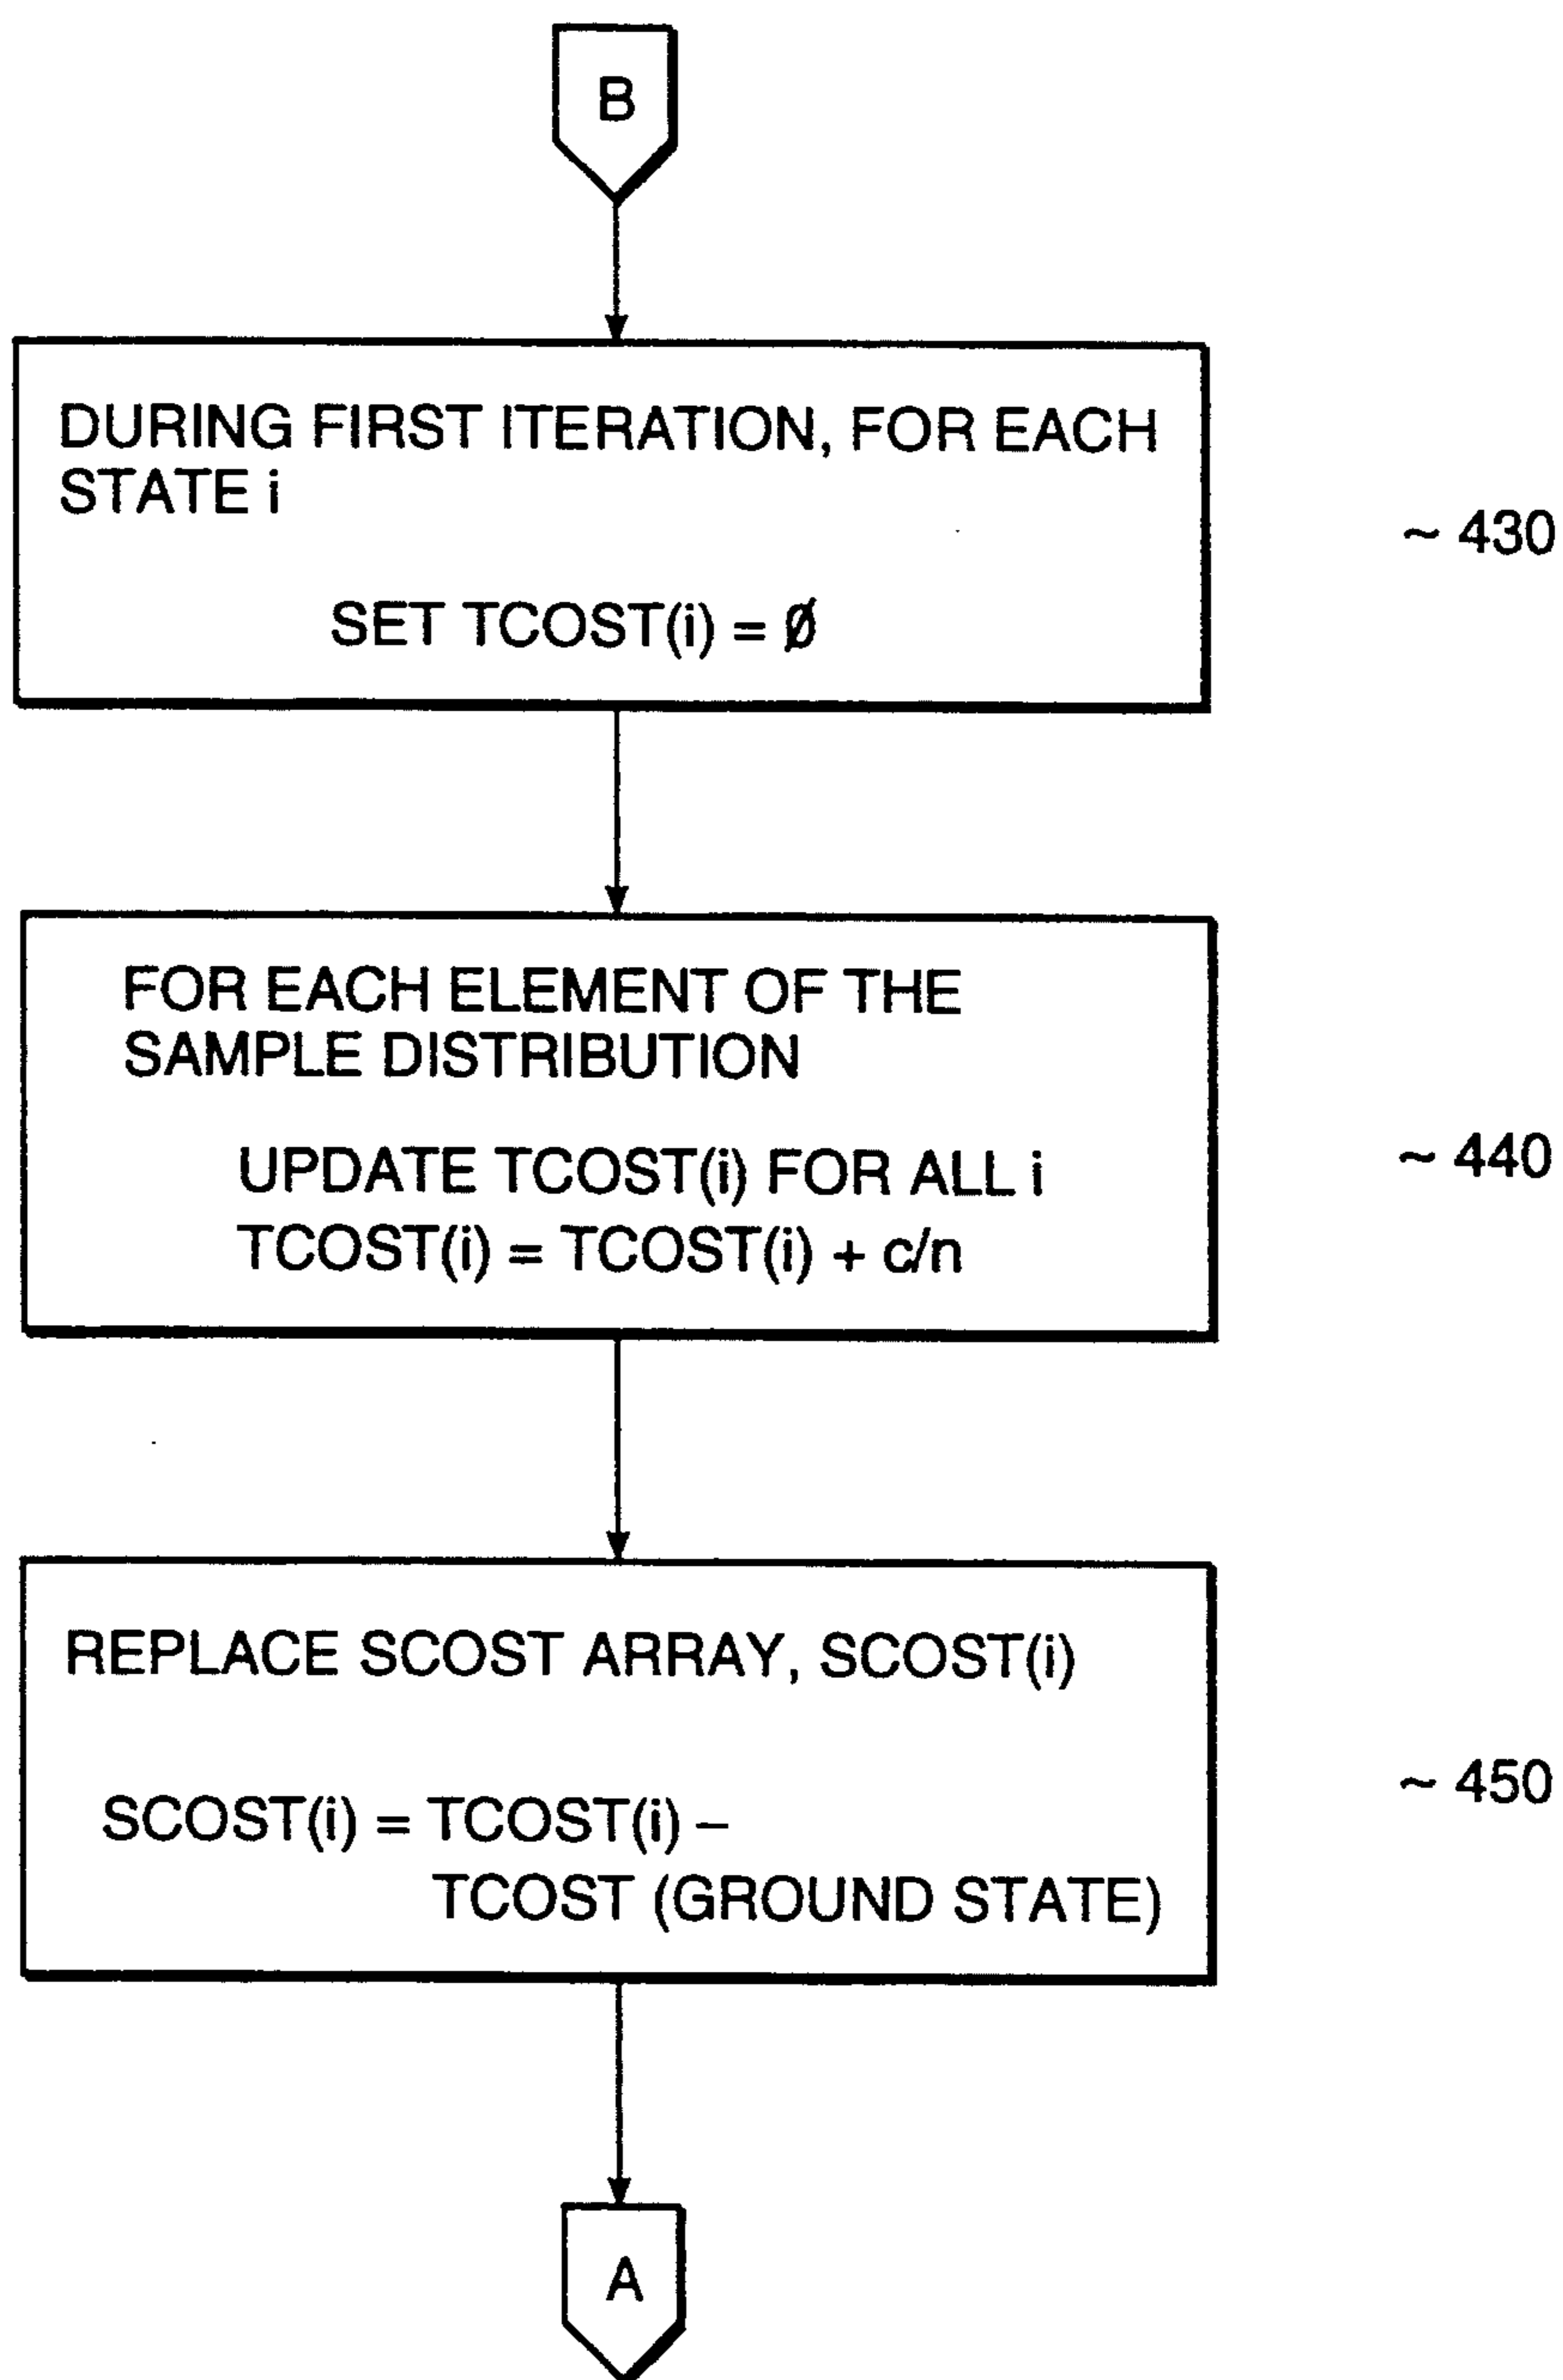 B
DURING FIRST ITERATION, FOR EACH
STATE i
~ 430
SET TCOST(i) = Ø
FOR EACH ELEMENT OF THE
SAMPLE DISTRIBUTION
UPDATE TCOST(i) FOR ALL i
~ 440
TCOST(i) = TCOST(i) + c/n
REPLACE SCOST ARRAY, SCOST(i)
~ 450
SCOST(i) = TCOST(i) –
TCOST (GROUND STATE)
A